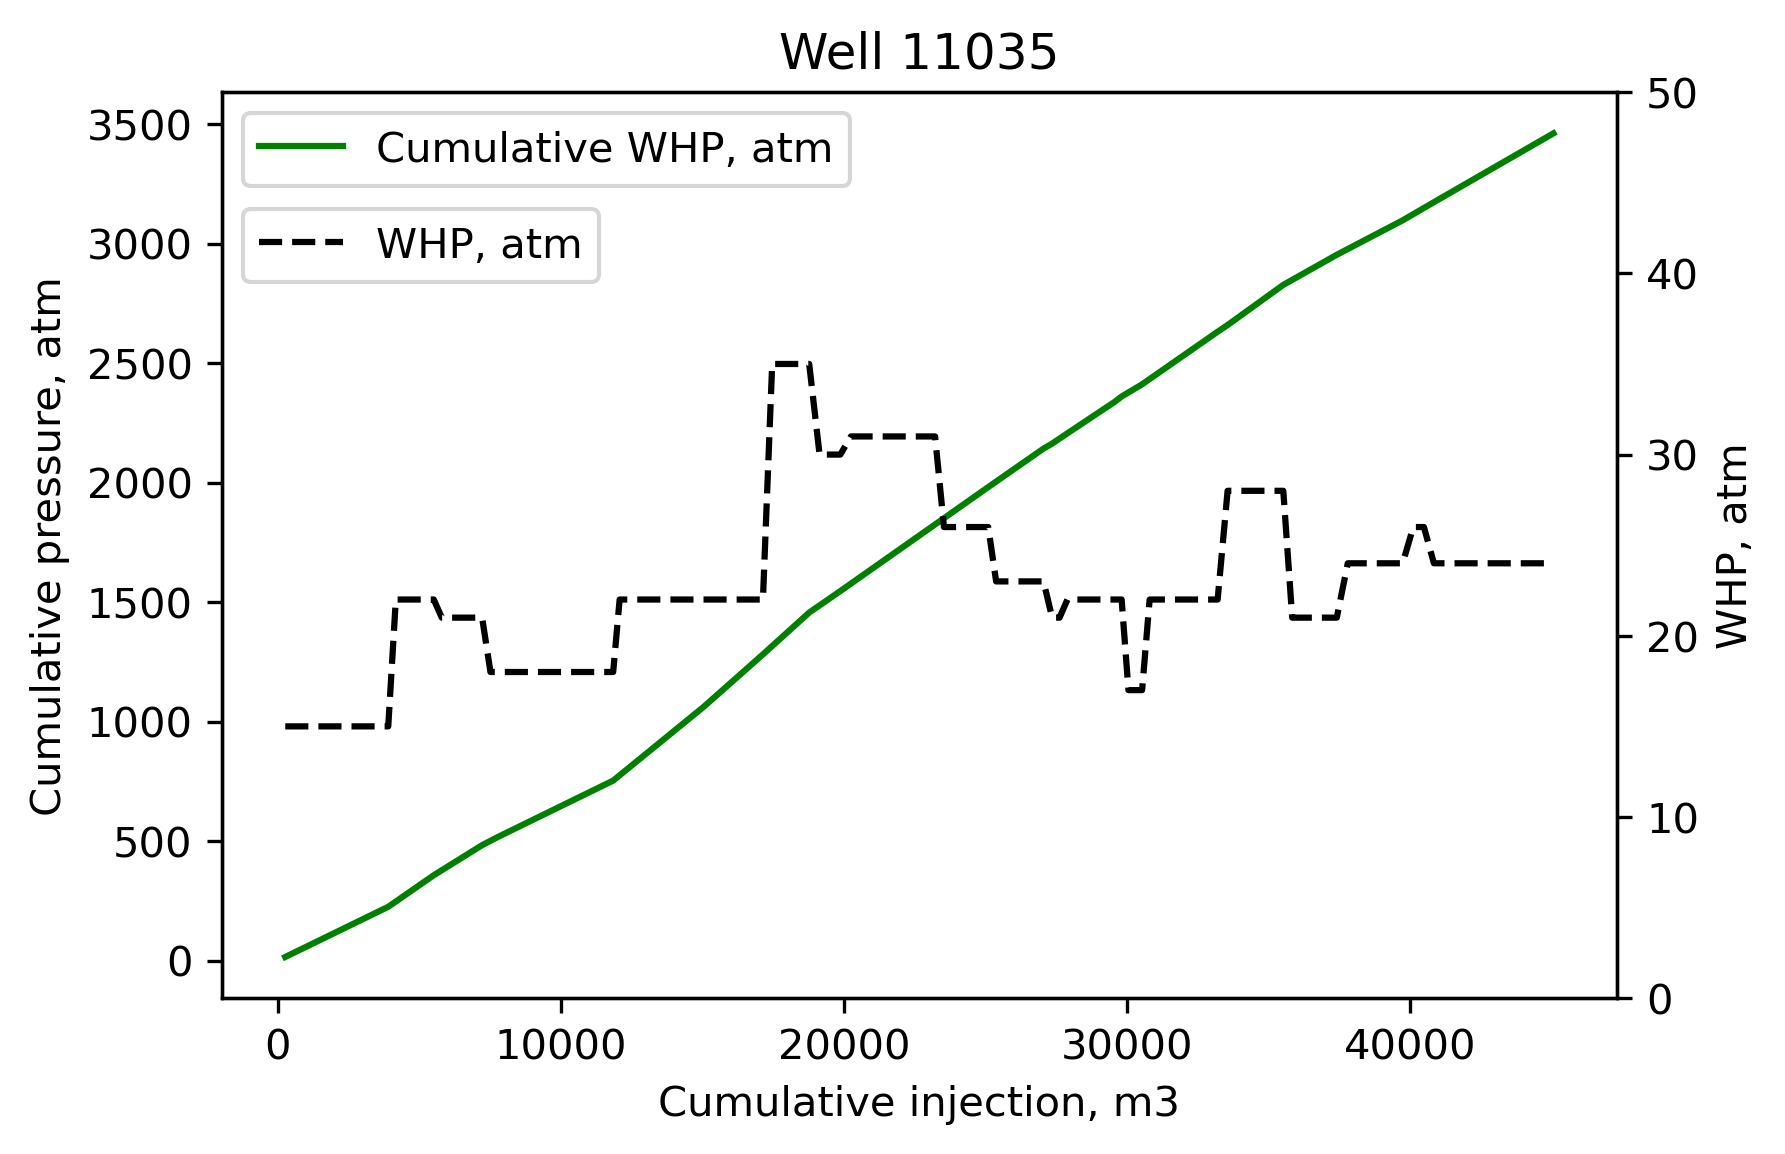 Well 11035
Cumulative WHP, atm
WHP, atm
Cumulative pressure, atm
3500
3000
2500
2000
1500
1000
500
0
50
40
30
20
10
0
WHP, atm
0 10000 20000 30000 40000
Cumulative injection, m3